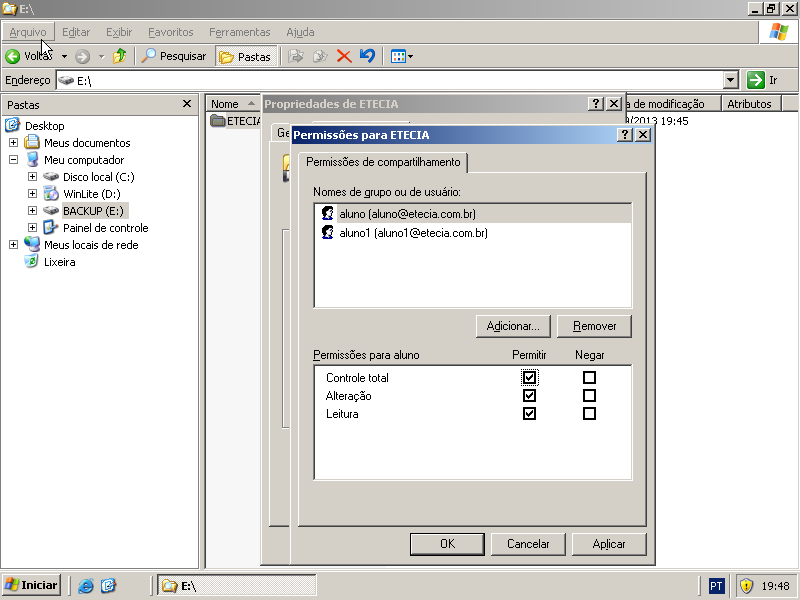 E:\
Arquivo Editar Exibir Favoritos Ferramentas Ajuda
Voltar Pesquisar Pastas
Endereço E:\ Ir
Pastas
Desktop
Meus documentos
Meu computador
Disco local (C:)
WinLite (D:)
BACKUP (E:)
Painel de controle
Meus locais de rede
Lixeira
Nome a de modificação Atributos
ETECIA /2013 19:45
Propriedades de ETECIA
Ge
Permissões para ETECIA
Permissões de compartilhamento
Nomes de grupo ou de usuário:
aluno (aluno@etecia.com.br)
aluno1 (aluno1@etecia.com.br)
Adicionar... Remover
Permissões para aluno Permitir Negar
Controle total
Alteração
Leitura
OK Cancelar Aplicar
Iniciar E:\ PT 19:48